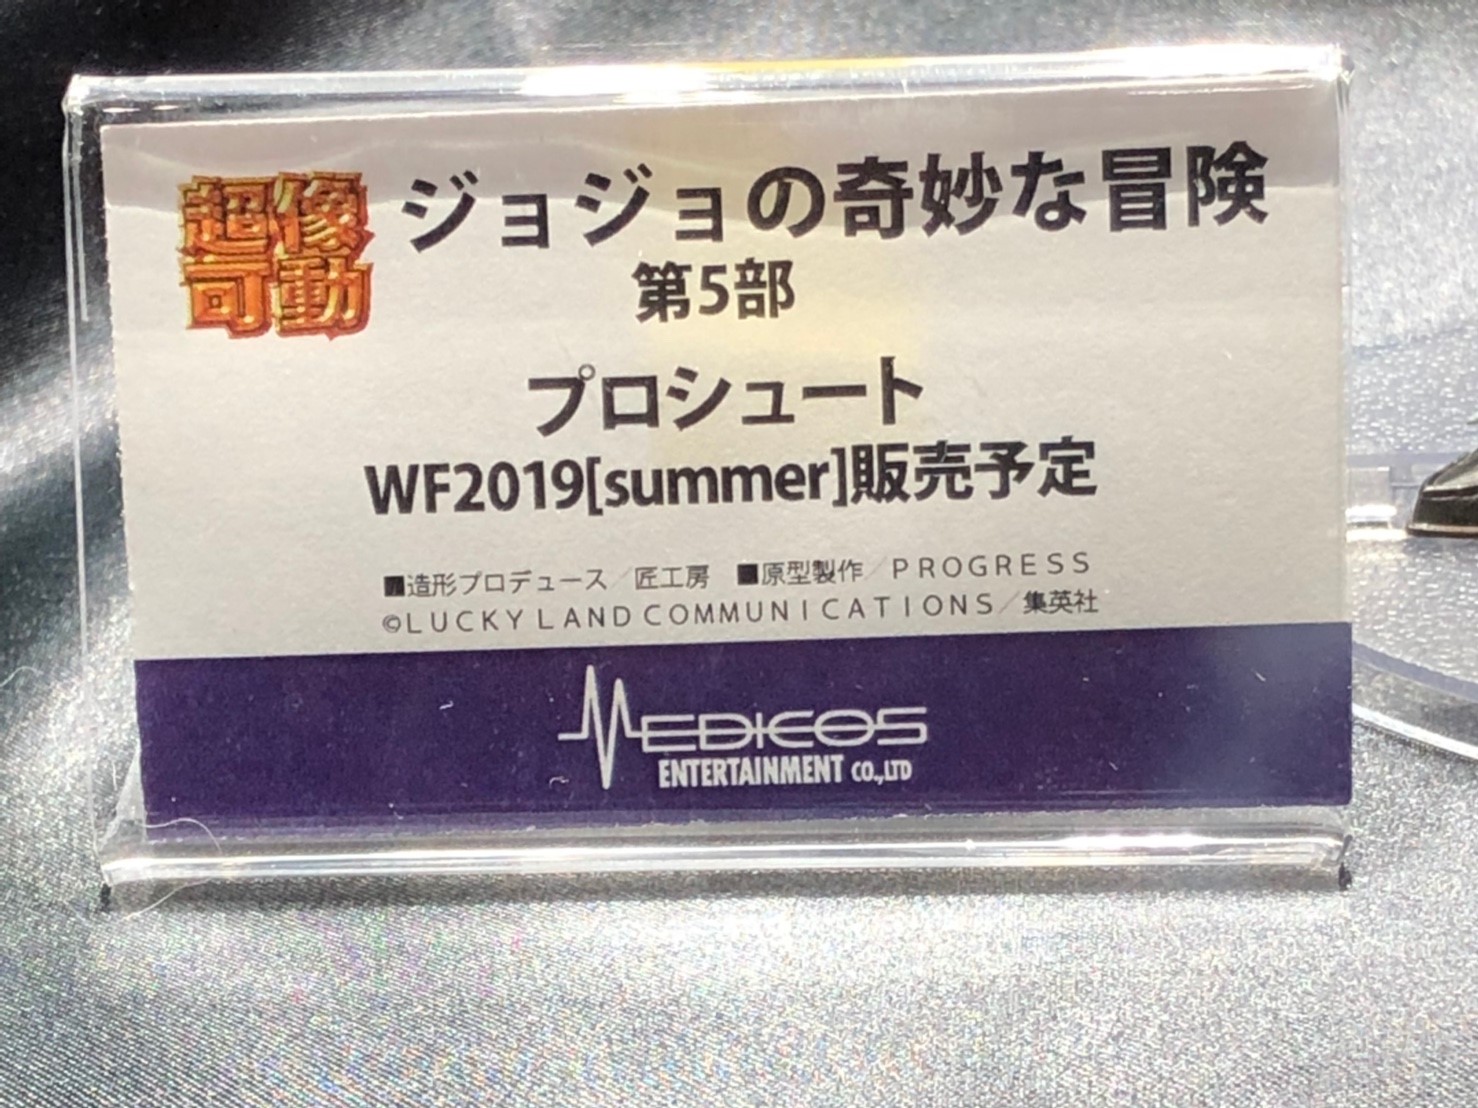 超像可動
ジョジョの奇妙な冒険
第5部
プロシュート
WF2019[summer]販売予定
■造形プロデュース／匠工房 ■原型製作／PROGRESS
©LUCKY LAND COMMUNICATIONS／集英社
MEDICOS
ENTERTAINMENT CO.,LTD